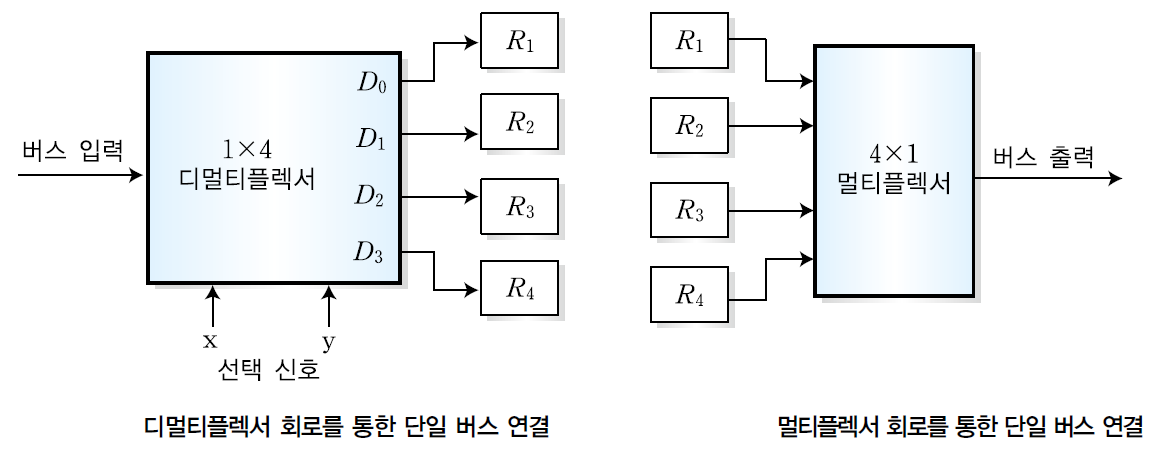 버스 입력
1×4
디멀티플렉서
D₀
D₁
D₂
D₃
x
y
선택 신호
R₁
R₂
R₃
R₄
디멀티플렉서 회로를 통한 단일 버스 연결
R₁
R₂
R₃
R₄
4×1
멀티플렉서
버스 출력
멀티플렉서 회로를 통한 단일 버스 연결